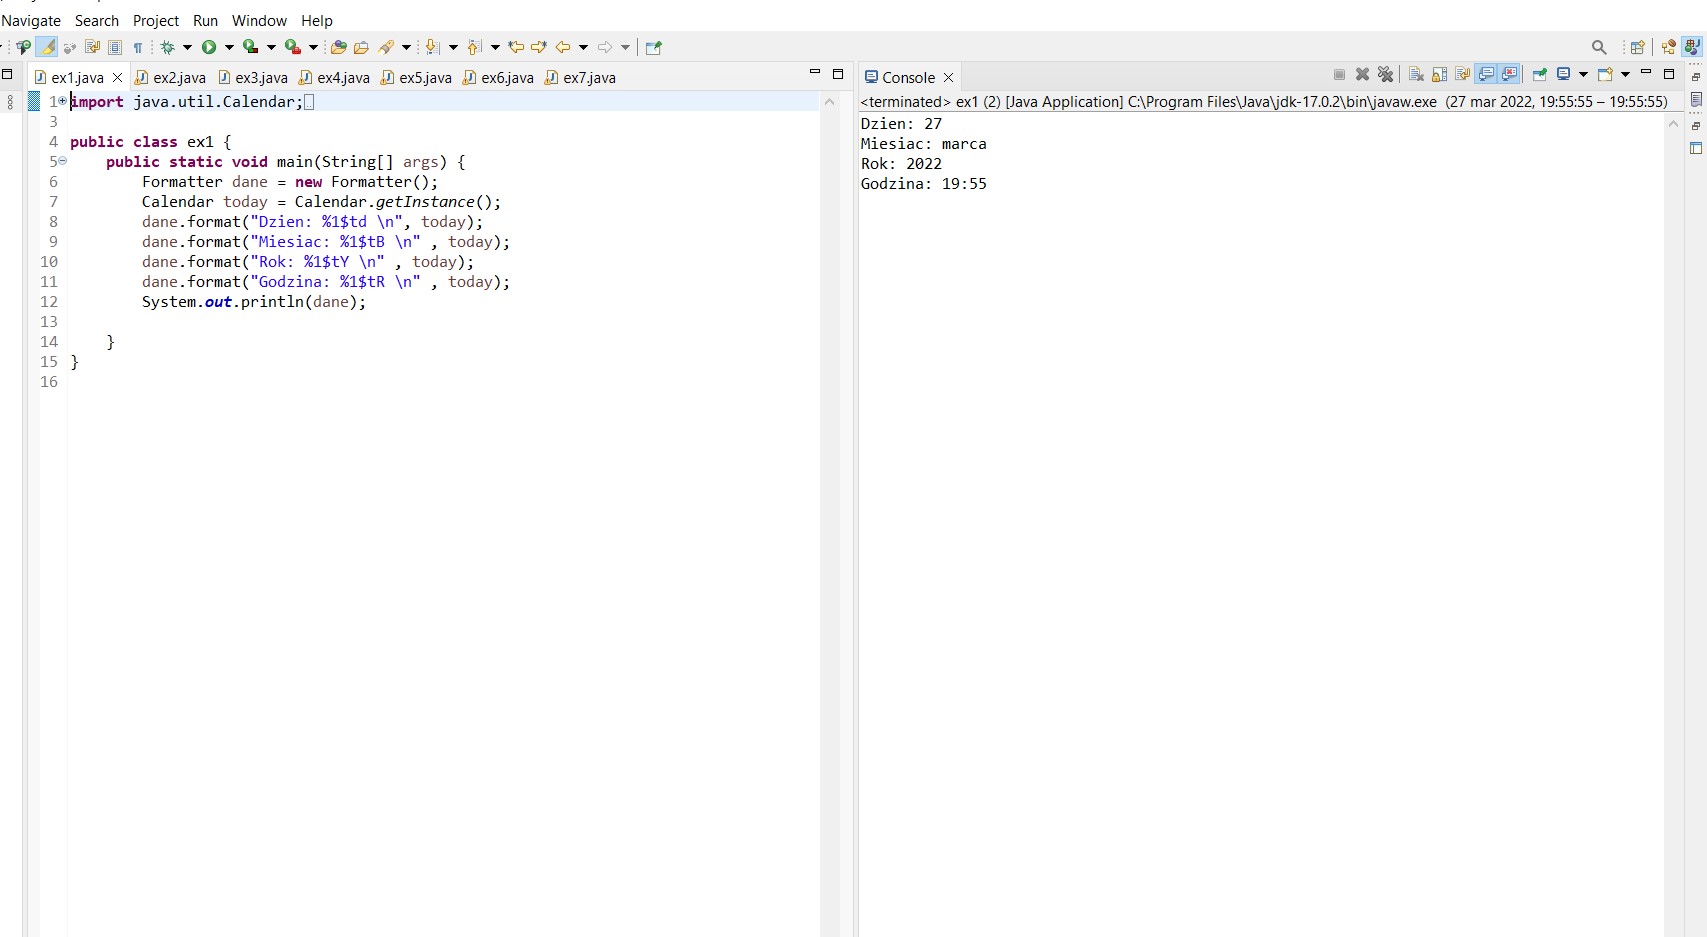 Navigate Search Project Run Window Help
ex1.java ex2.java ex3.java ex4.java ex5.java ex6.java ex7.java
1 import java.util.Calendar;
3
4 public class ex1 {
5     public static void main(String[] args) {
6         Formatter dane = new Formatter();
7         Calendar today = Calendar.getInstance();
8         dane.format("Dzien: %1$td \n", today);
9         dane.format("Miesiac: %1$tB \n" , today);
10         dane.format("Rok: %1$tY \n" , today);
11         dane.format("Godzina: %1$tR \n" , today);
12         System.out.println(dane);
13
14     }
15 }
16
Console
<terminated> ex1 (2) [Java Application] C:\Program Files\Java\jdk-17.0.2\bin\javaw.exe (27 mar 2022, 19:55:55 – 19:55:55)
Dzien: 27
Miesiac: marca
Rok: 2022
Godzina: 19:55